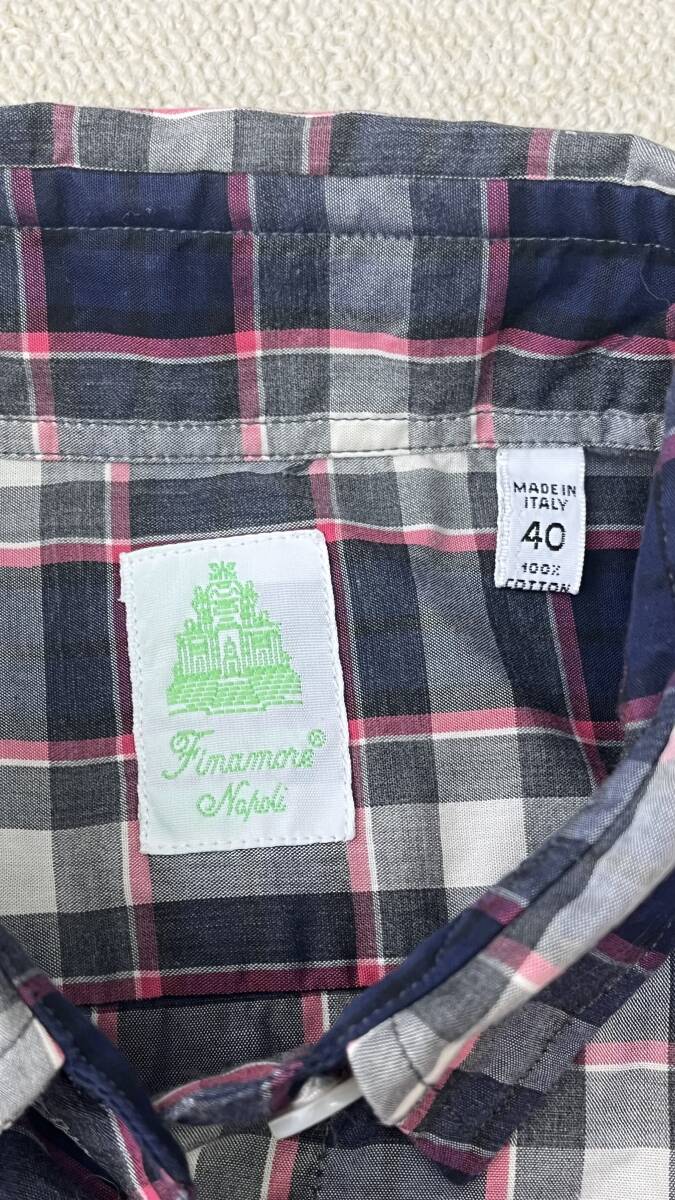 MADE IN
ITALY
40
100%
COTTON
Finamore®
Napoli